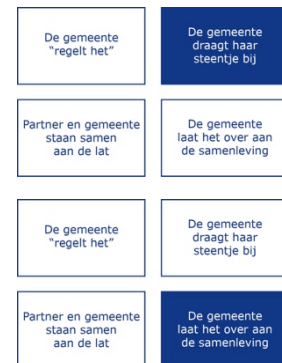 De gemeente
“regelt het”
De gemeente
draagt haar
steentje bij
Partner en gemeente
staan samen
aan de lat
De gemeente
laat het over aan
de samenleving
De gemeente
“regelt het”
De gemeente
draagt haar
steentje bij
Partner en gemeente
staan samen
aan de lat
De gemeente
laat het over aan
de samenleving